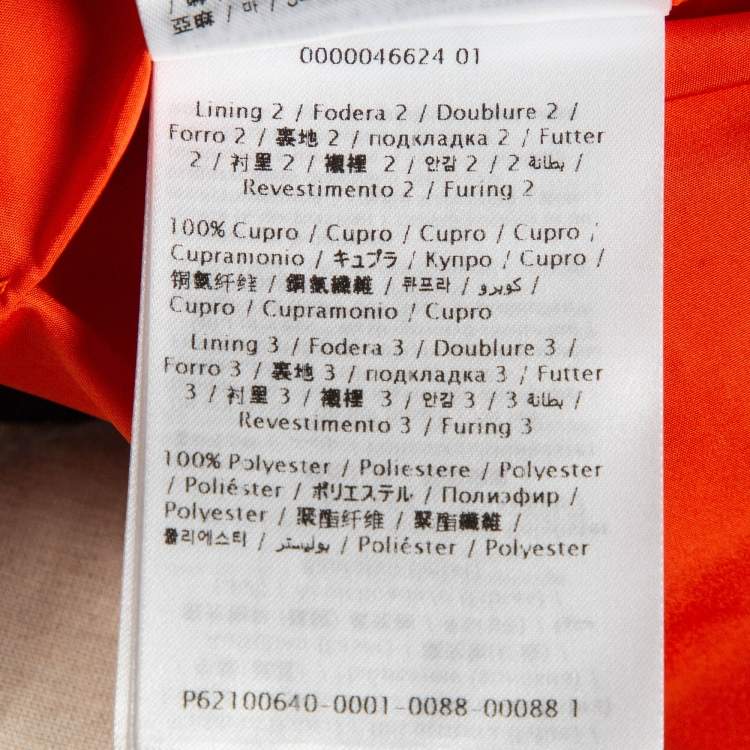 0000046624 01
Lining 2 / Fodera 2 / Doublure 2 /
Forro 2 / 裏地 2 / подкладка 2 / Futter
2 / 衬里 2 / 襯裡 2 / 안감 2 / 2 بطانة /
Revestimento 2 / Furing 2
100% Cupro / Cupro / Cupro / Cupro /
Cupramonio / キュプラ / Купро / Cupro /
铜氨纤维 / 銅氨纖維 / 큐프라 / كوبرو /
Cupro / Cupramonio / Cupro
Lining 3 / Fodera 3 / Doublure 3 /
Forro 3 / 裏地 3 / подкладка 3 / Futter
3 / 衬里 3 / 襯裡 3 / 안감 3 / 3 بطانة /
Revestimento 3 / Furing 3
100% Polyester / Poliestere / Polyester
/ Poliéster / ポリエステル / Полиэфир /
Polyester / 聚酯纤维 / 聚酯纖維 /
폴리에스티 / بوليستر / Poliéster / Polyester
P62100640-0001-0088-00088 1